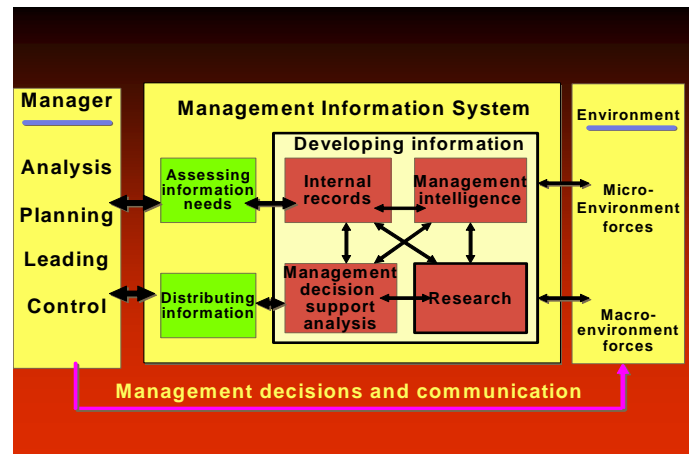 Manager
Analysis
Planning
Leading
Control
Management Information System
Assessing
information
needs
Distributing
information
Developing information
Internal
records
Management
intelligence
Management
decision
support
analysis
Research
Environment
Micro-
Environment
forces
Macro-
environment
forces
Management decisions and communication